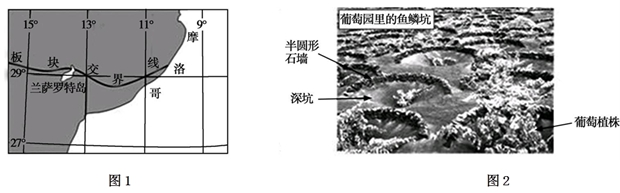 15° 13° 11° 9°
摩
板 块 交 界 线 洛
29°
兰萨罗特岛
哥
27°
图1
葡萄园里的鱼鳞坑
半圆形
石墙
深坑
葡萄植株
图2